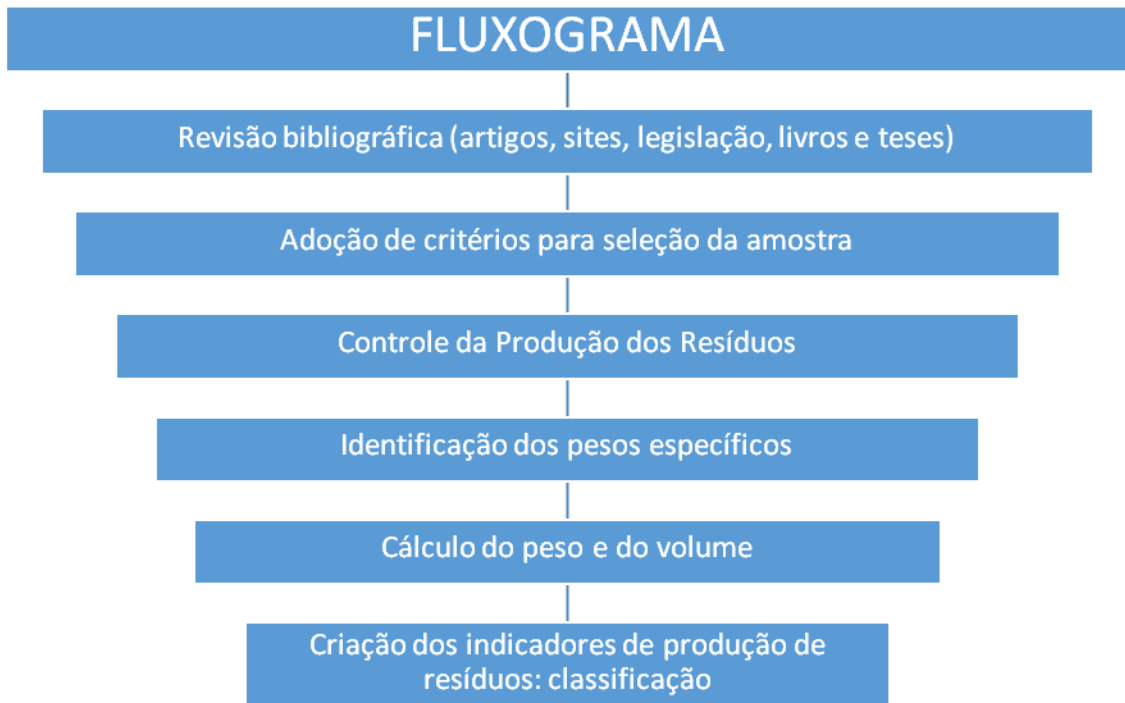 FLUXOGRAMA
Revisão bibliográfica (artigos, sites, legislação, livros e teses)
Adoção de critérios para seleção da amostra
Controle da Produção dos Resíduos
Identificação dos pesos específicos
Cálculo do peso e do volume
Criação dos indicadores de produção de
resíduos: classificação